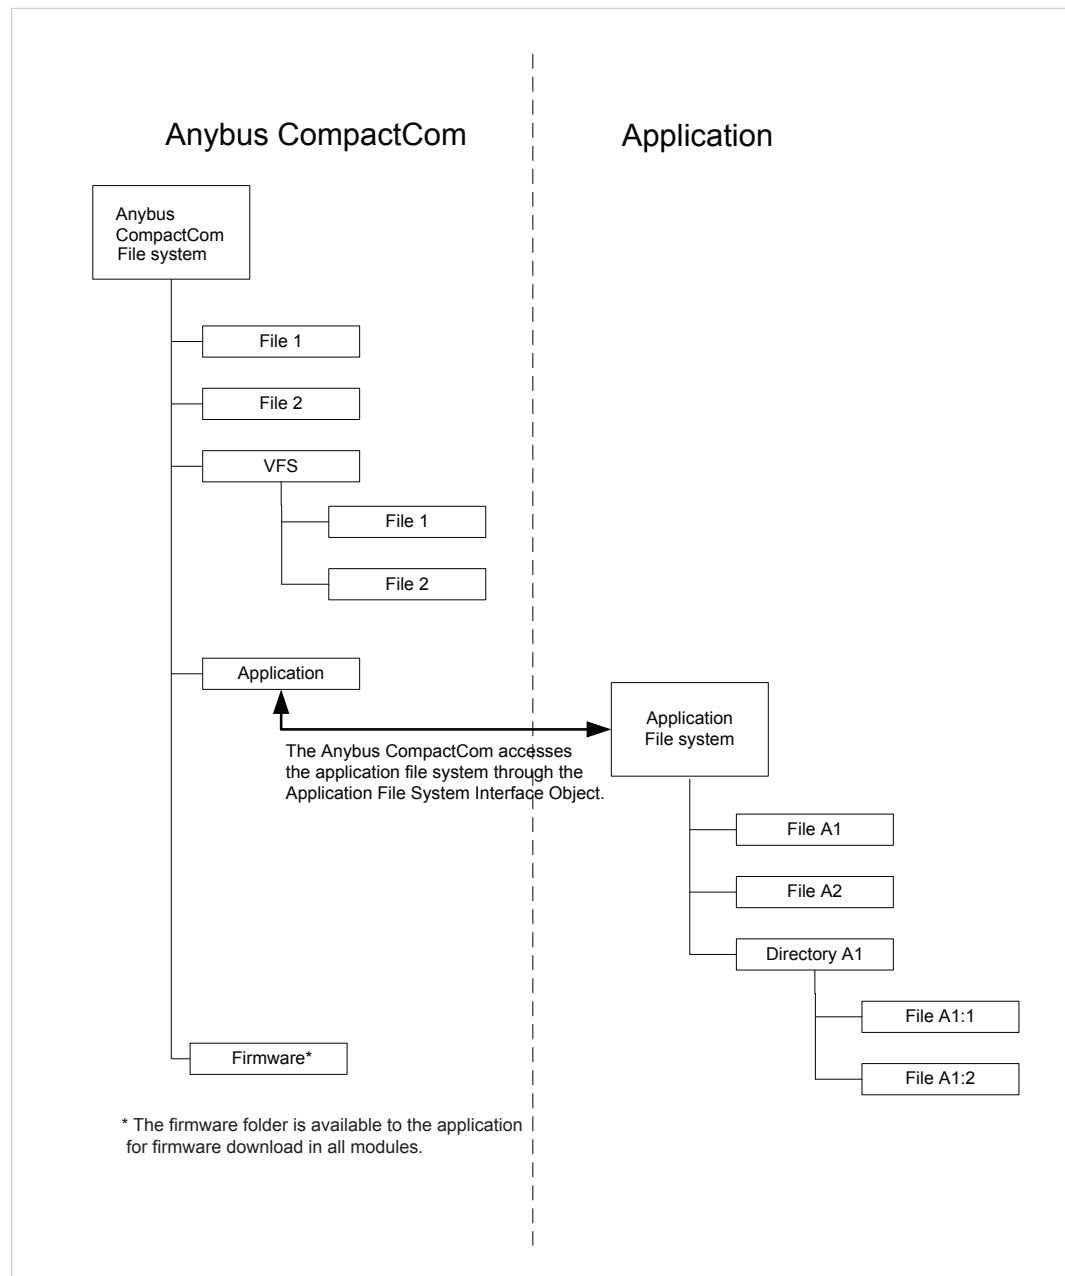 Anybus CompactCom
Application
Anybus
CompactCom
File system
File 1
File 2
VFS
File 1
File 2
Application
The Anybus CompactCom accesses
the application file system through the
Application File System Interface Object.
Application
File system
File A1
File A2
Directory A1
File A1:1
File A1:2
Firmware*
* The firmware folder is available to the application
for firmware download in all modules.